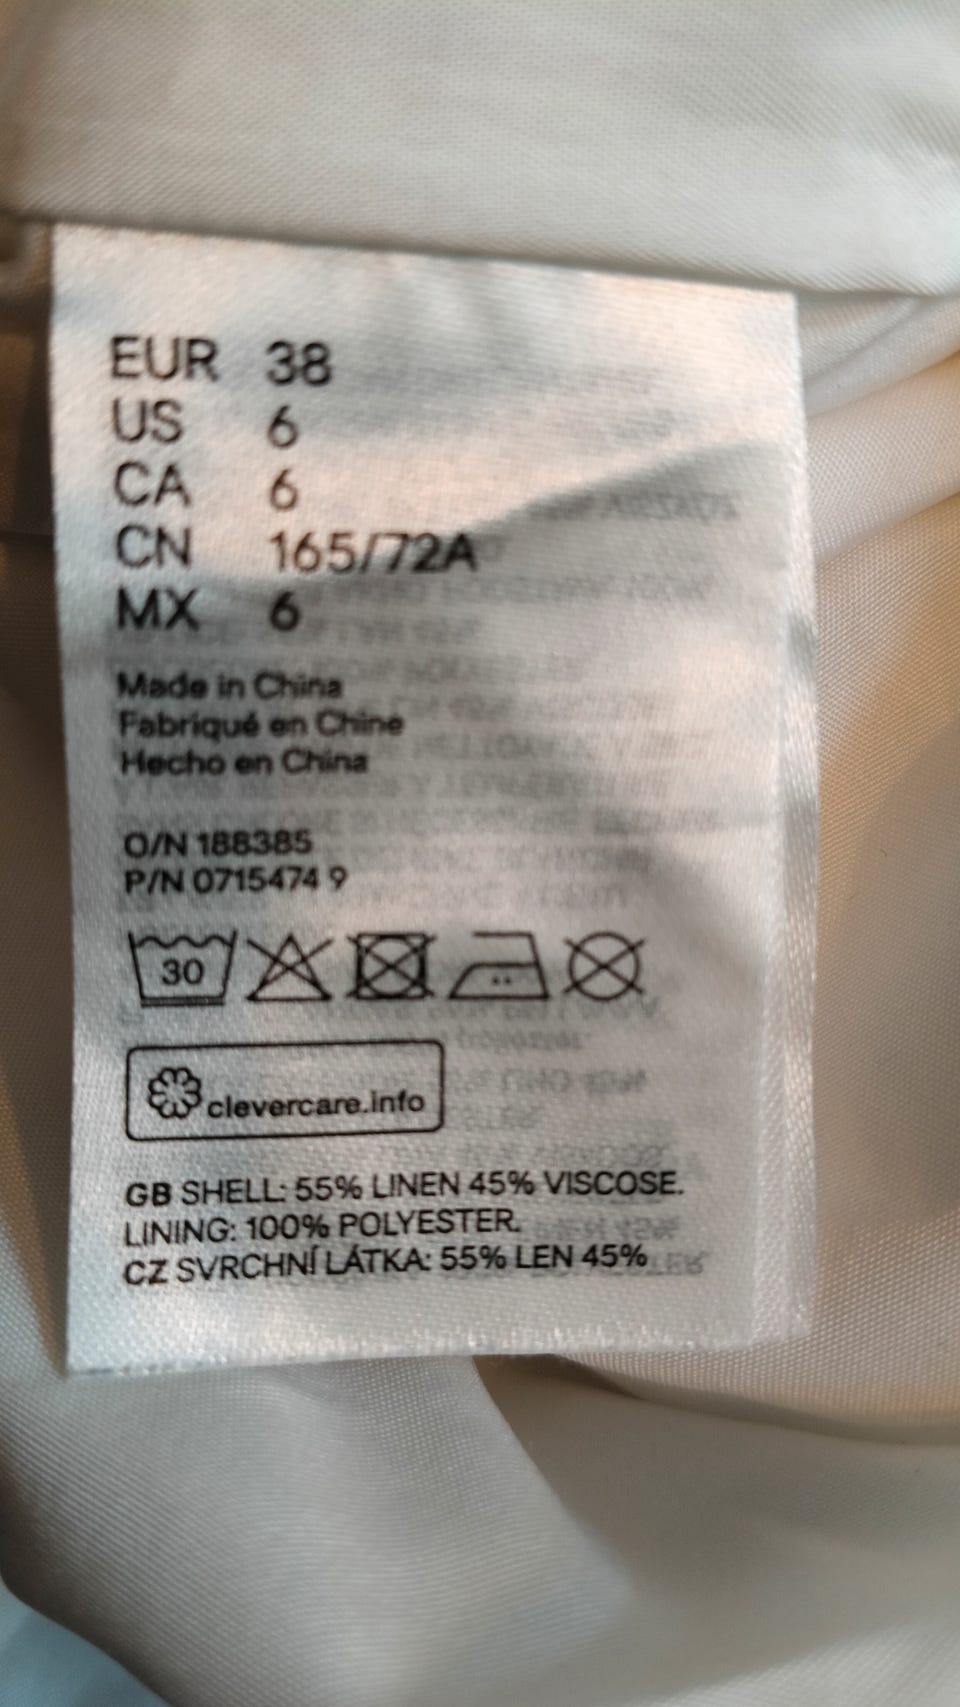 EUR 38
US 6
CA 6
CN 165/72A
MX 6
Made in China
Fabriqué en Chine
Hecho en China
O/N 188385
P/N 0715474 9
30
clevercare.info
GB SHELL: 55% LINEN 45% VISCOSE.
LINING: 100% POLYESTER.
CZ SVRCHNÍ LÁTKA: 55% LEN 45%